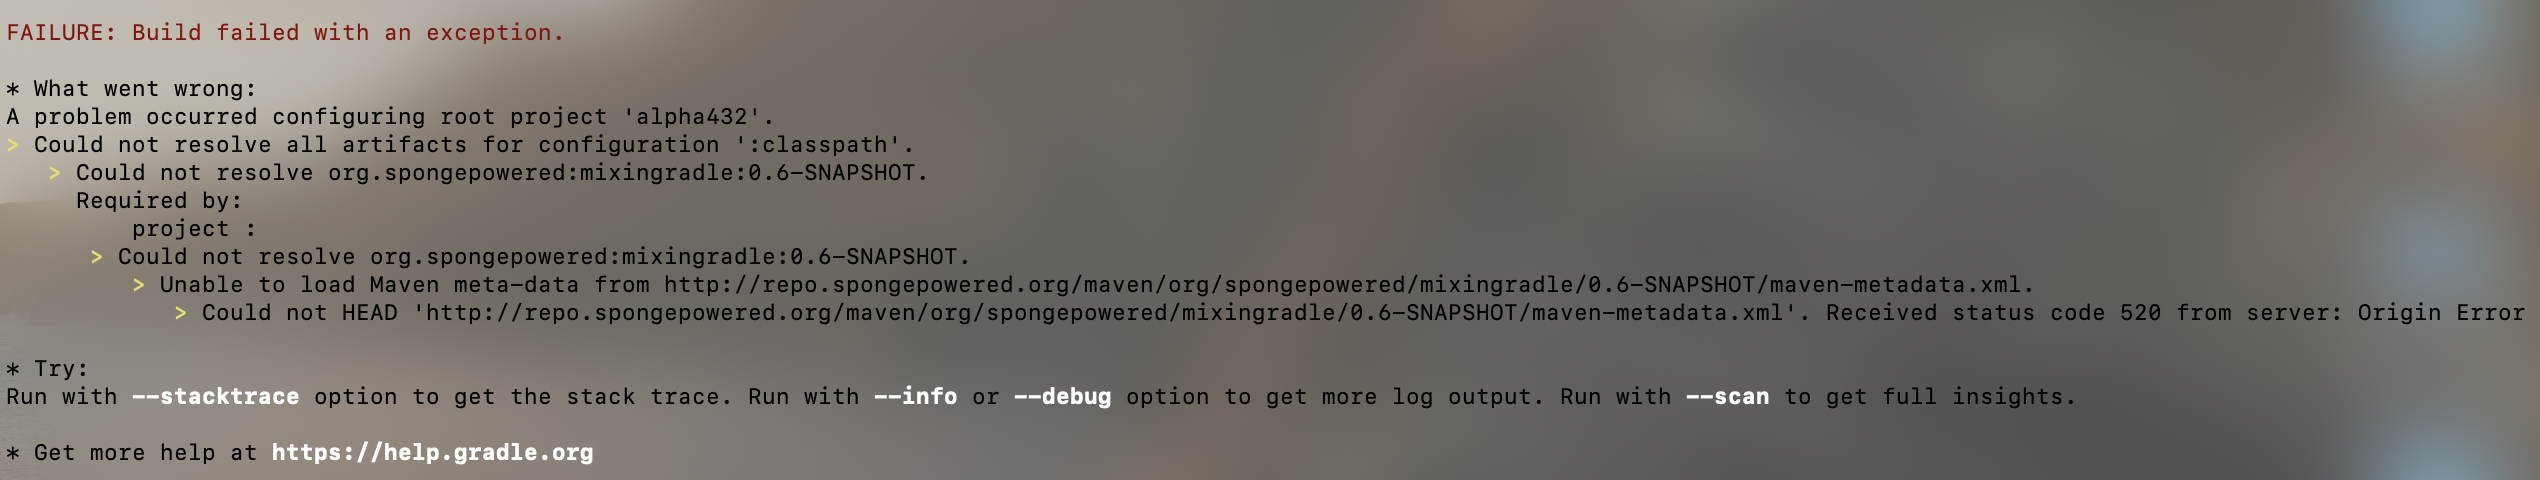 FAILURE: Build failed with an exception.
* What went wrong:
A problem occurred configuring root project 'alpha432'.
> Could not resolve all artifacts for configuration ':classpath'.
> Could not resolve org.spongepowered:mixingradle:0.6-SNAPSHOT.
Required by:
project :
> Could not resolve org.spongepowered:mixingradle:0.6-SNAPSHOT.
> Unable to load Maven meta-data from http://repo.spongepowered.org/maven/org/spongepowered/mixingradle/0.6-SNAPSHOT/maven-metadata.xml.
> Could not HEAD 'http://repo.spongepowered.org/maven/org/spongepowered/mixingradle/0.6-SNAPSHOT/maven-metadata.xml'. Received status code 520 from server: Origin Error
* Try:
Run with --stacktrace option to get the stack trace. Run with --info or --debug option to get more log output. Run with --scan to get full insights.
* Get more help at https://help.gradle.org